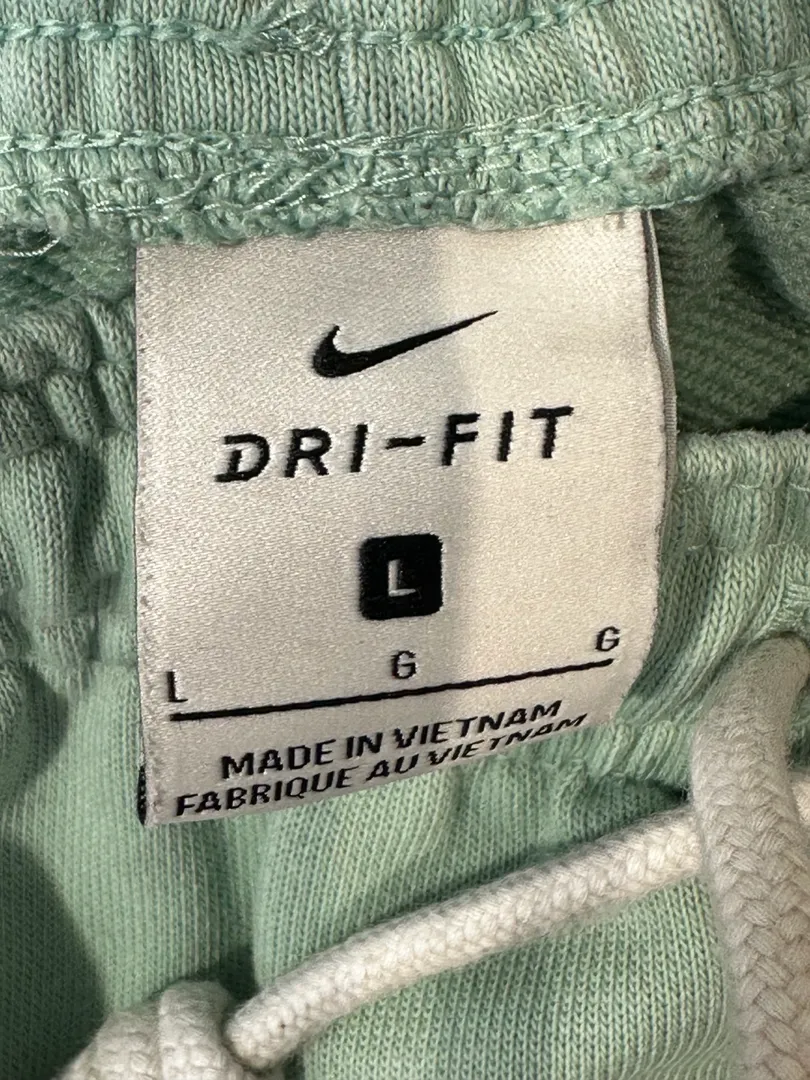 DRI-FIT
L
L G G
MADE IN VIETNAM
FABRIQUE AU VIETNAM